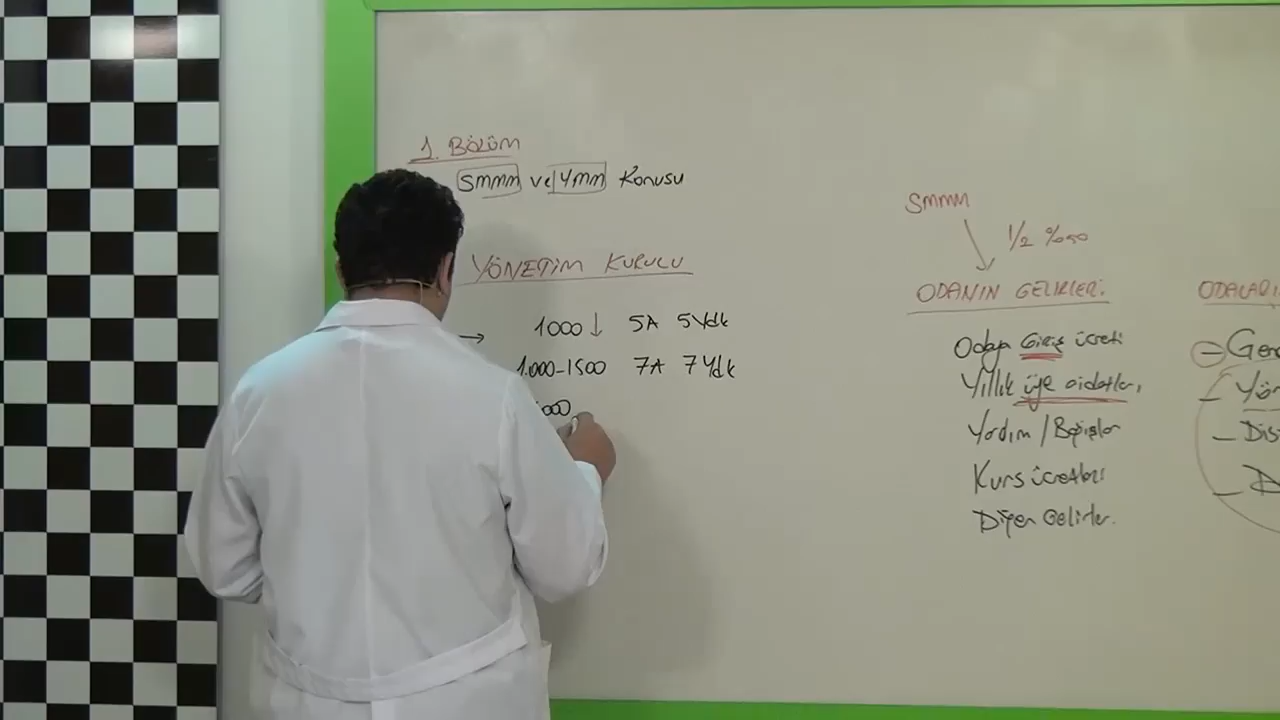 1. BÖLÜM
SMMM ve YMM Konusu
YÖNETİM KURULU
→ 1000 ↓ 5A 5Ydk
1.000-1500 7A 7Ydk
SMMM
1/2 %50
ODANIN GELİRLERİ:
Odaya Giriş ücreti
Yıllık üye aidatları
Yardım / Bağışlar
Kurs ücretleri
Diğer Gelirler.